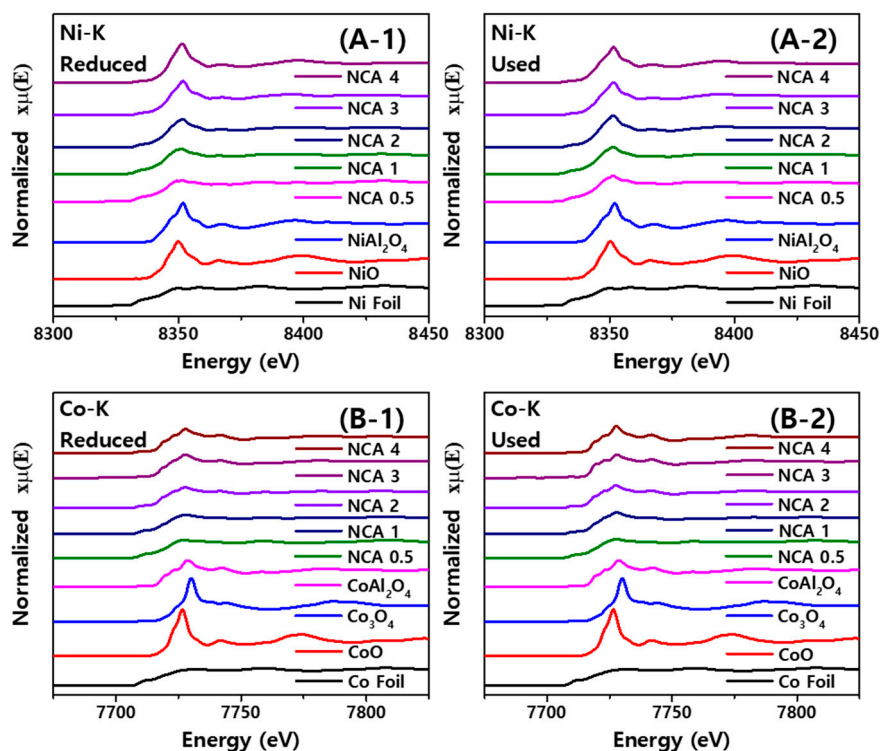 Ni-K
Reduced
(A-1)
NCA 4
NCA 3
NCA 2
NCA 1
NCA 0.5
NiAl₂O₄
NiO
Ni Foil
Normalized xμ(E)
8300 8350 8400 8450
Energy (eV)
Ni-K
Used
(A-2)
NCA 4
NCA 3
NCA 2
NCA 1
NCA 0.5
NiAl₂O₄
NiO
Ni Foil
Normalized xμ(E)
8300 8350 8400 8450
Energy (eV)
Co-K
Reduced
(B-1)
NCA 4
NCA 3
NCA 2
NCA 1
NCA 0.5
CoAl₂O₄
Co₃O₄
CoO
Co Foil
Normalized xμ(E)
7700 7750 7800
Energy (eV)
Co-K
Used
(B-2)
NCA 4
NCA 3
NCA 2
NCA 1
NCA 0.5
CoAl₂O₄
Co₃O₄
CoO
Co Foil
Normalized xμ(E)
7700 7750 7800
Energy (eV)